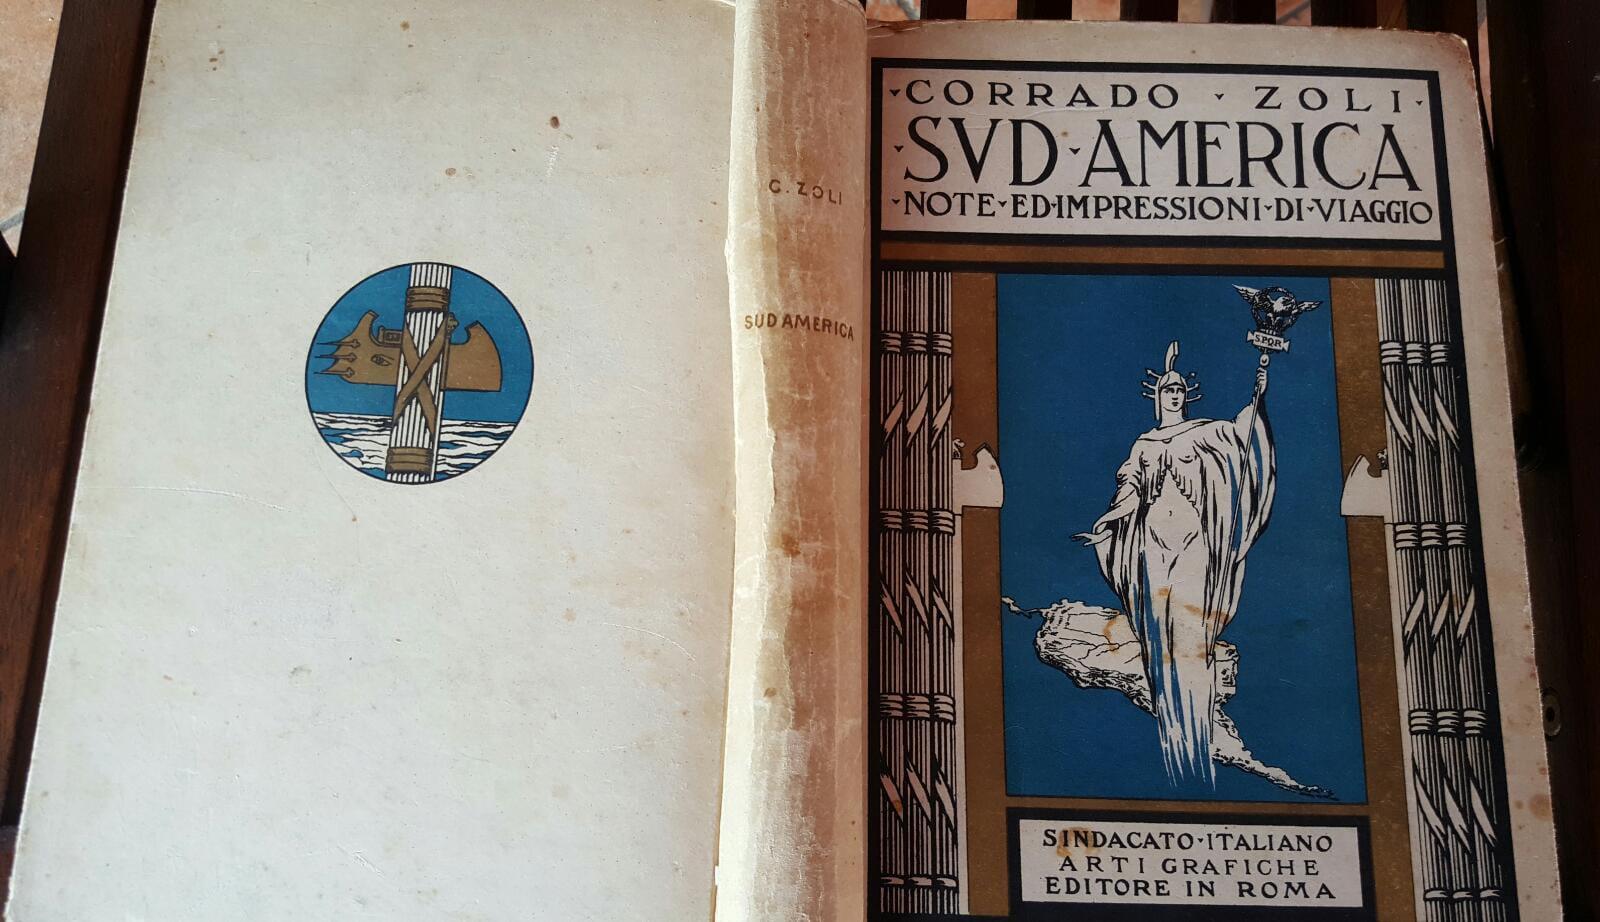 C. ZOLI
SUD AMERICA
CORRADO · ZOLI
SVD · AMERICA
NOTE · ED · IMPRESSIONI · DI · VIAGGIO
S·P·Q·R
SINDACATO · ITALIANO
ARTI GRAFICHE
EDITORE IN ROMA